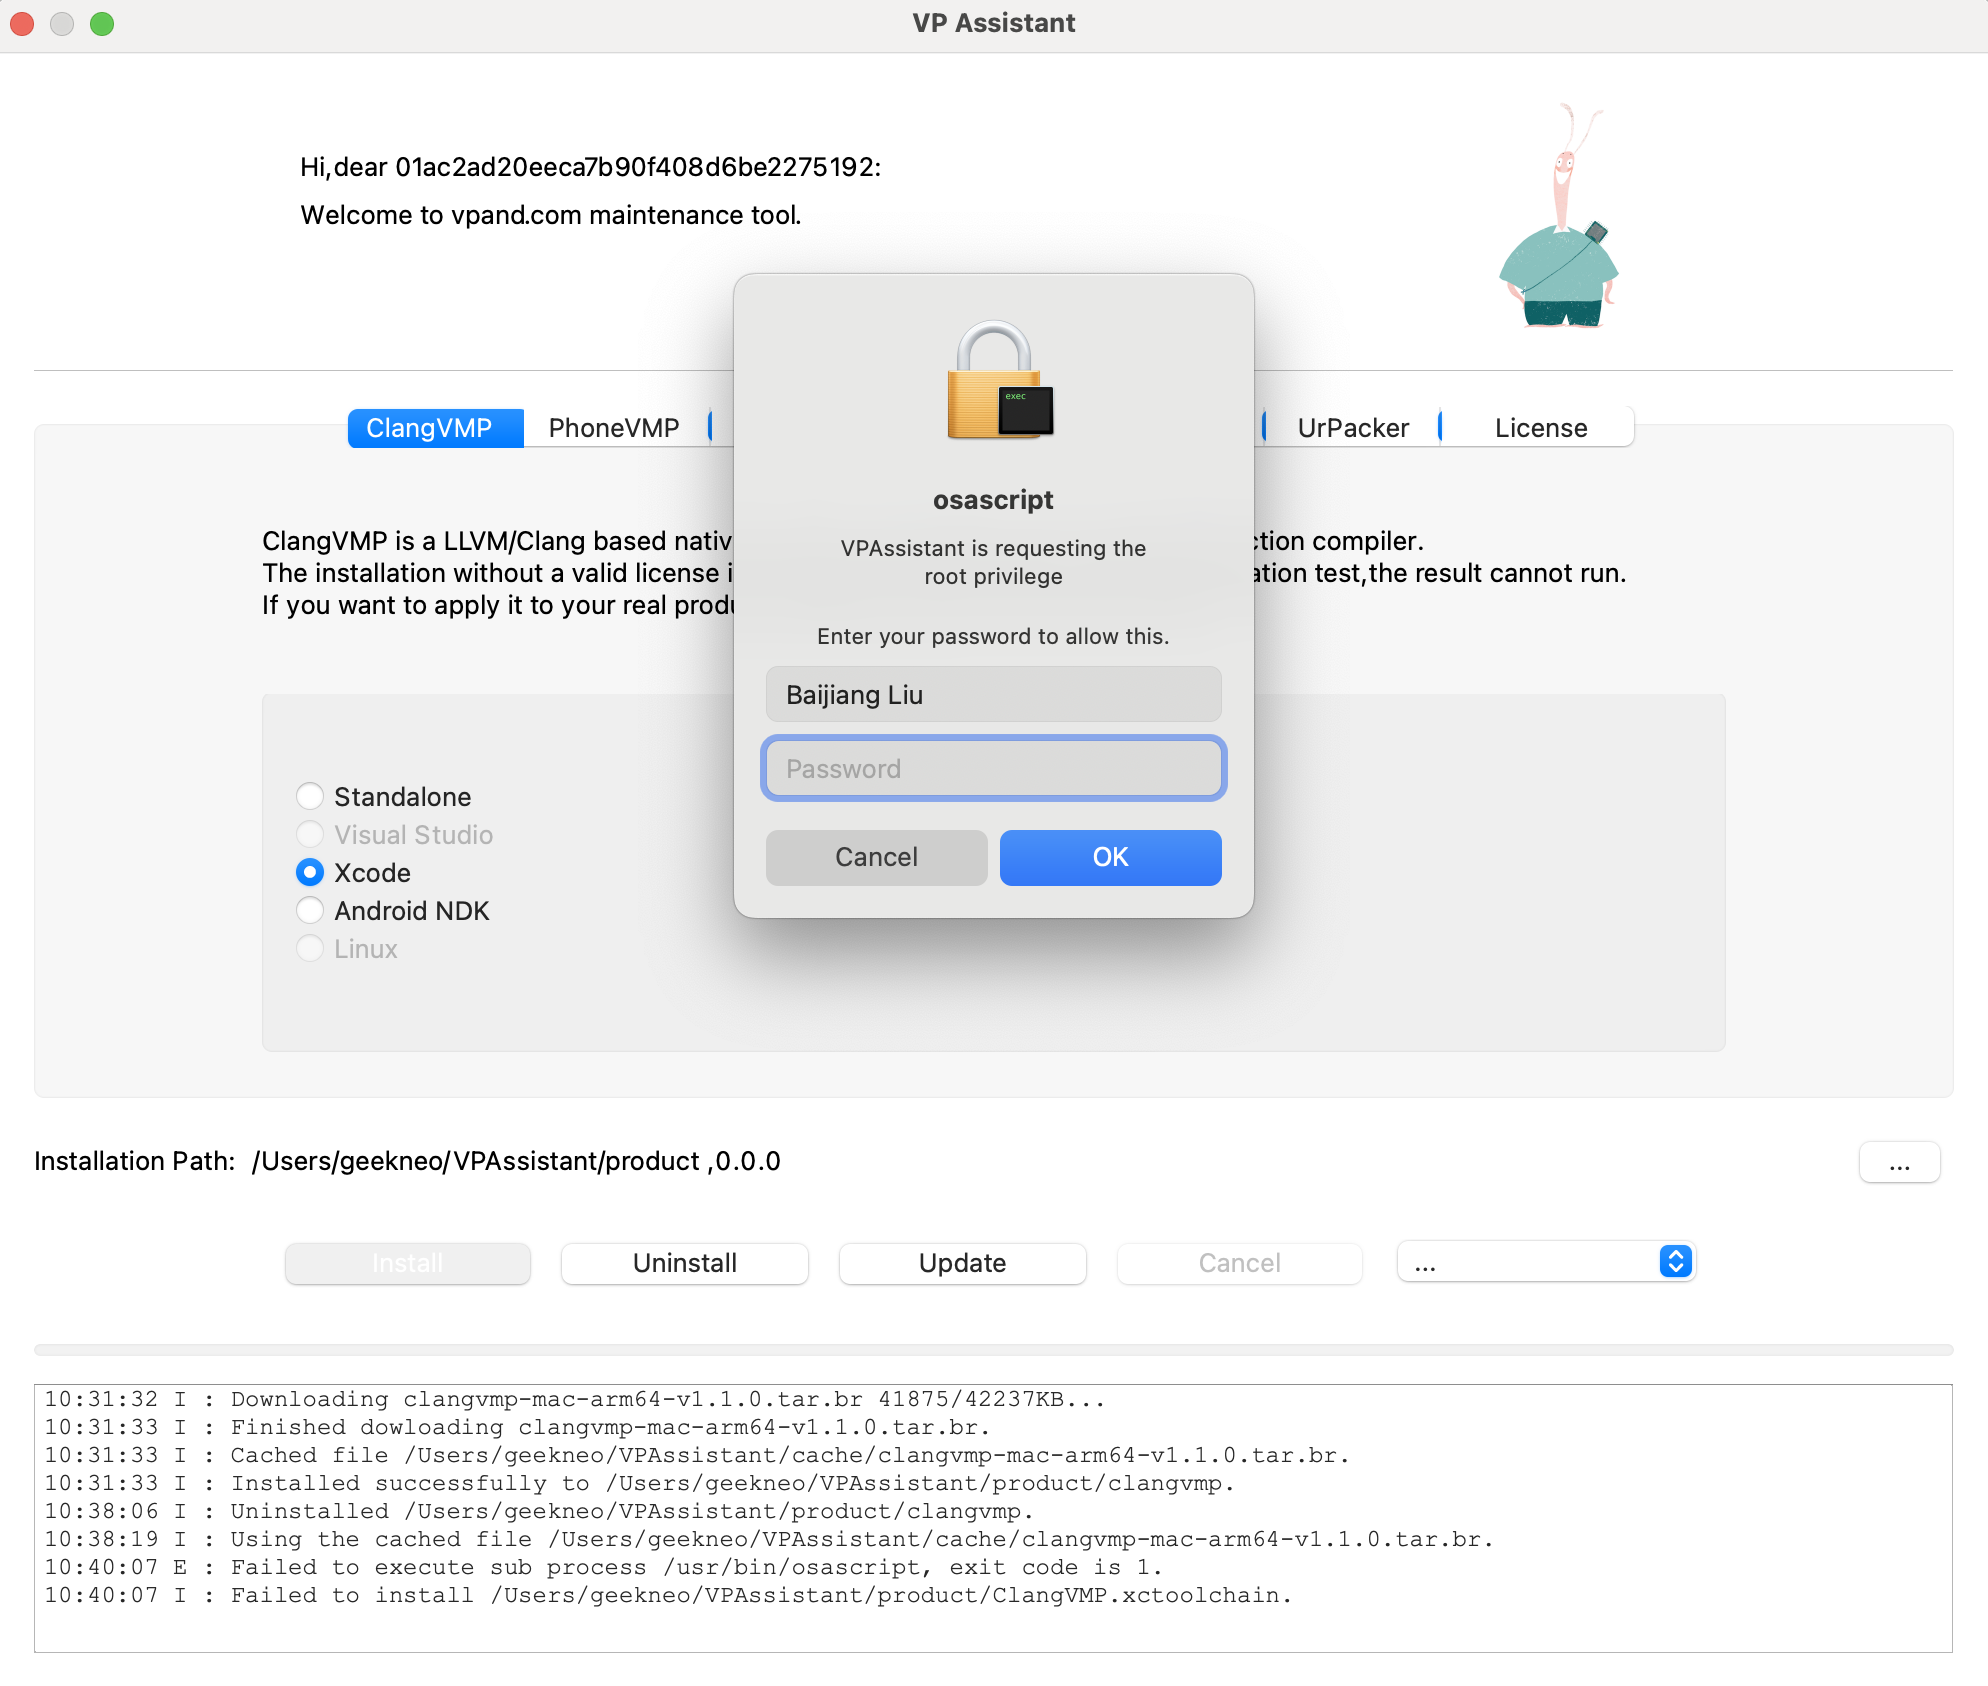 VP Assistant
Hi,dear 01ac2ad20eeca7b90f408d6be2275192:
Welcome to vpand.com maintenance tool.
exec
osascript
VPAssistant is requesting the
root privilege
Enter your password to allow this.
Baijiang Liu
Password
Cancel OK
ClangVMP PhoneVMP UrPacker License
ClangVMP is a LLVM/Clang based nativ ction compiler.
The installation without a valid license i ation test,the result cannot run.
If you want to apply it to your real produ
Standalone
Visual Studio
Xcode
Android NDK
Linux
Installation Path: /Users/geekneo/VPAssistant/product ,0.0.0 ...
Install Uninstall Update Cancel ...
10:31:32 I : Downloading clangvmp-mac-arm64-v1.1.0.tar.br 41875/42237KB...
10:31:33 I : Finished dowloading clangvmp-mac-arm64-v1.1.0.tar.br.
10:31:33 I : Cached file /Users/geekneo/VPAssistant/cache/clangvmp-mac-arm64-v1.1.0.tar.br.
10:31:33 I : Installed successfully to /Users/geekneo/VPAssistant/product/clangvmp.
10:38:06 I : Uninstalled /Users/geekneo/VPAssistant/product/clangvmp.
10:38:19 I : Using the cached file /Users/geekneo/VPAssistant/cache/clangvmp-mac-arm64-v1.1.0.tar.br.
10:40:07 E : Failed to execute sub process /usr/bin/osascript, exit code is 1.
10:40:07 I : Failed to install /Users/geekneo/VPAssistant/product/ClangVMP.xctoolchain.